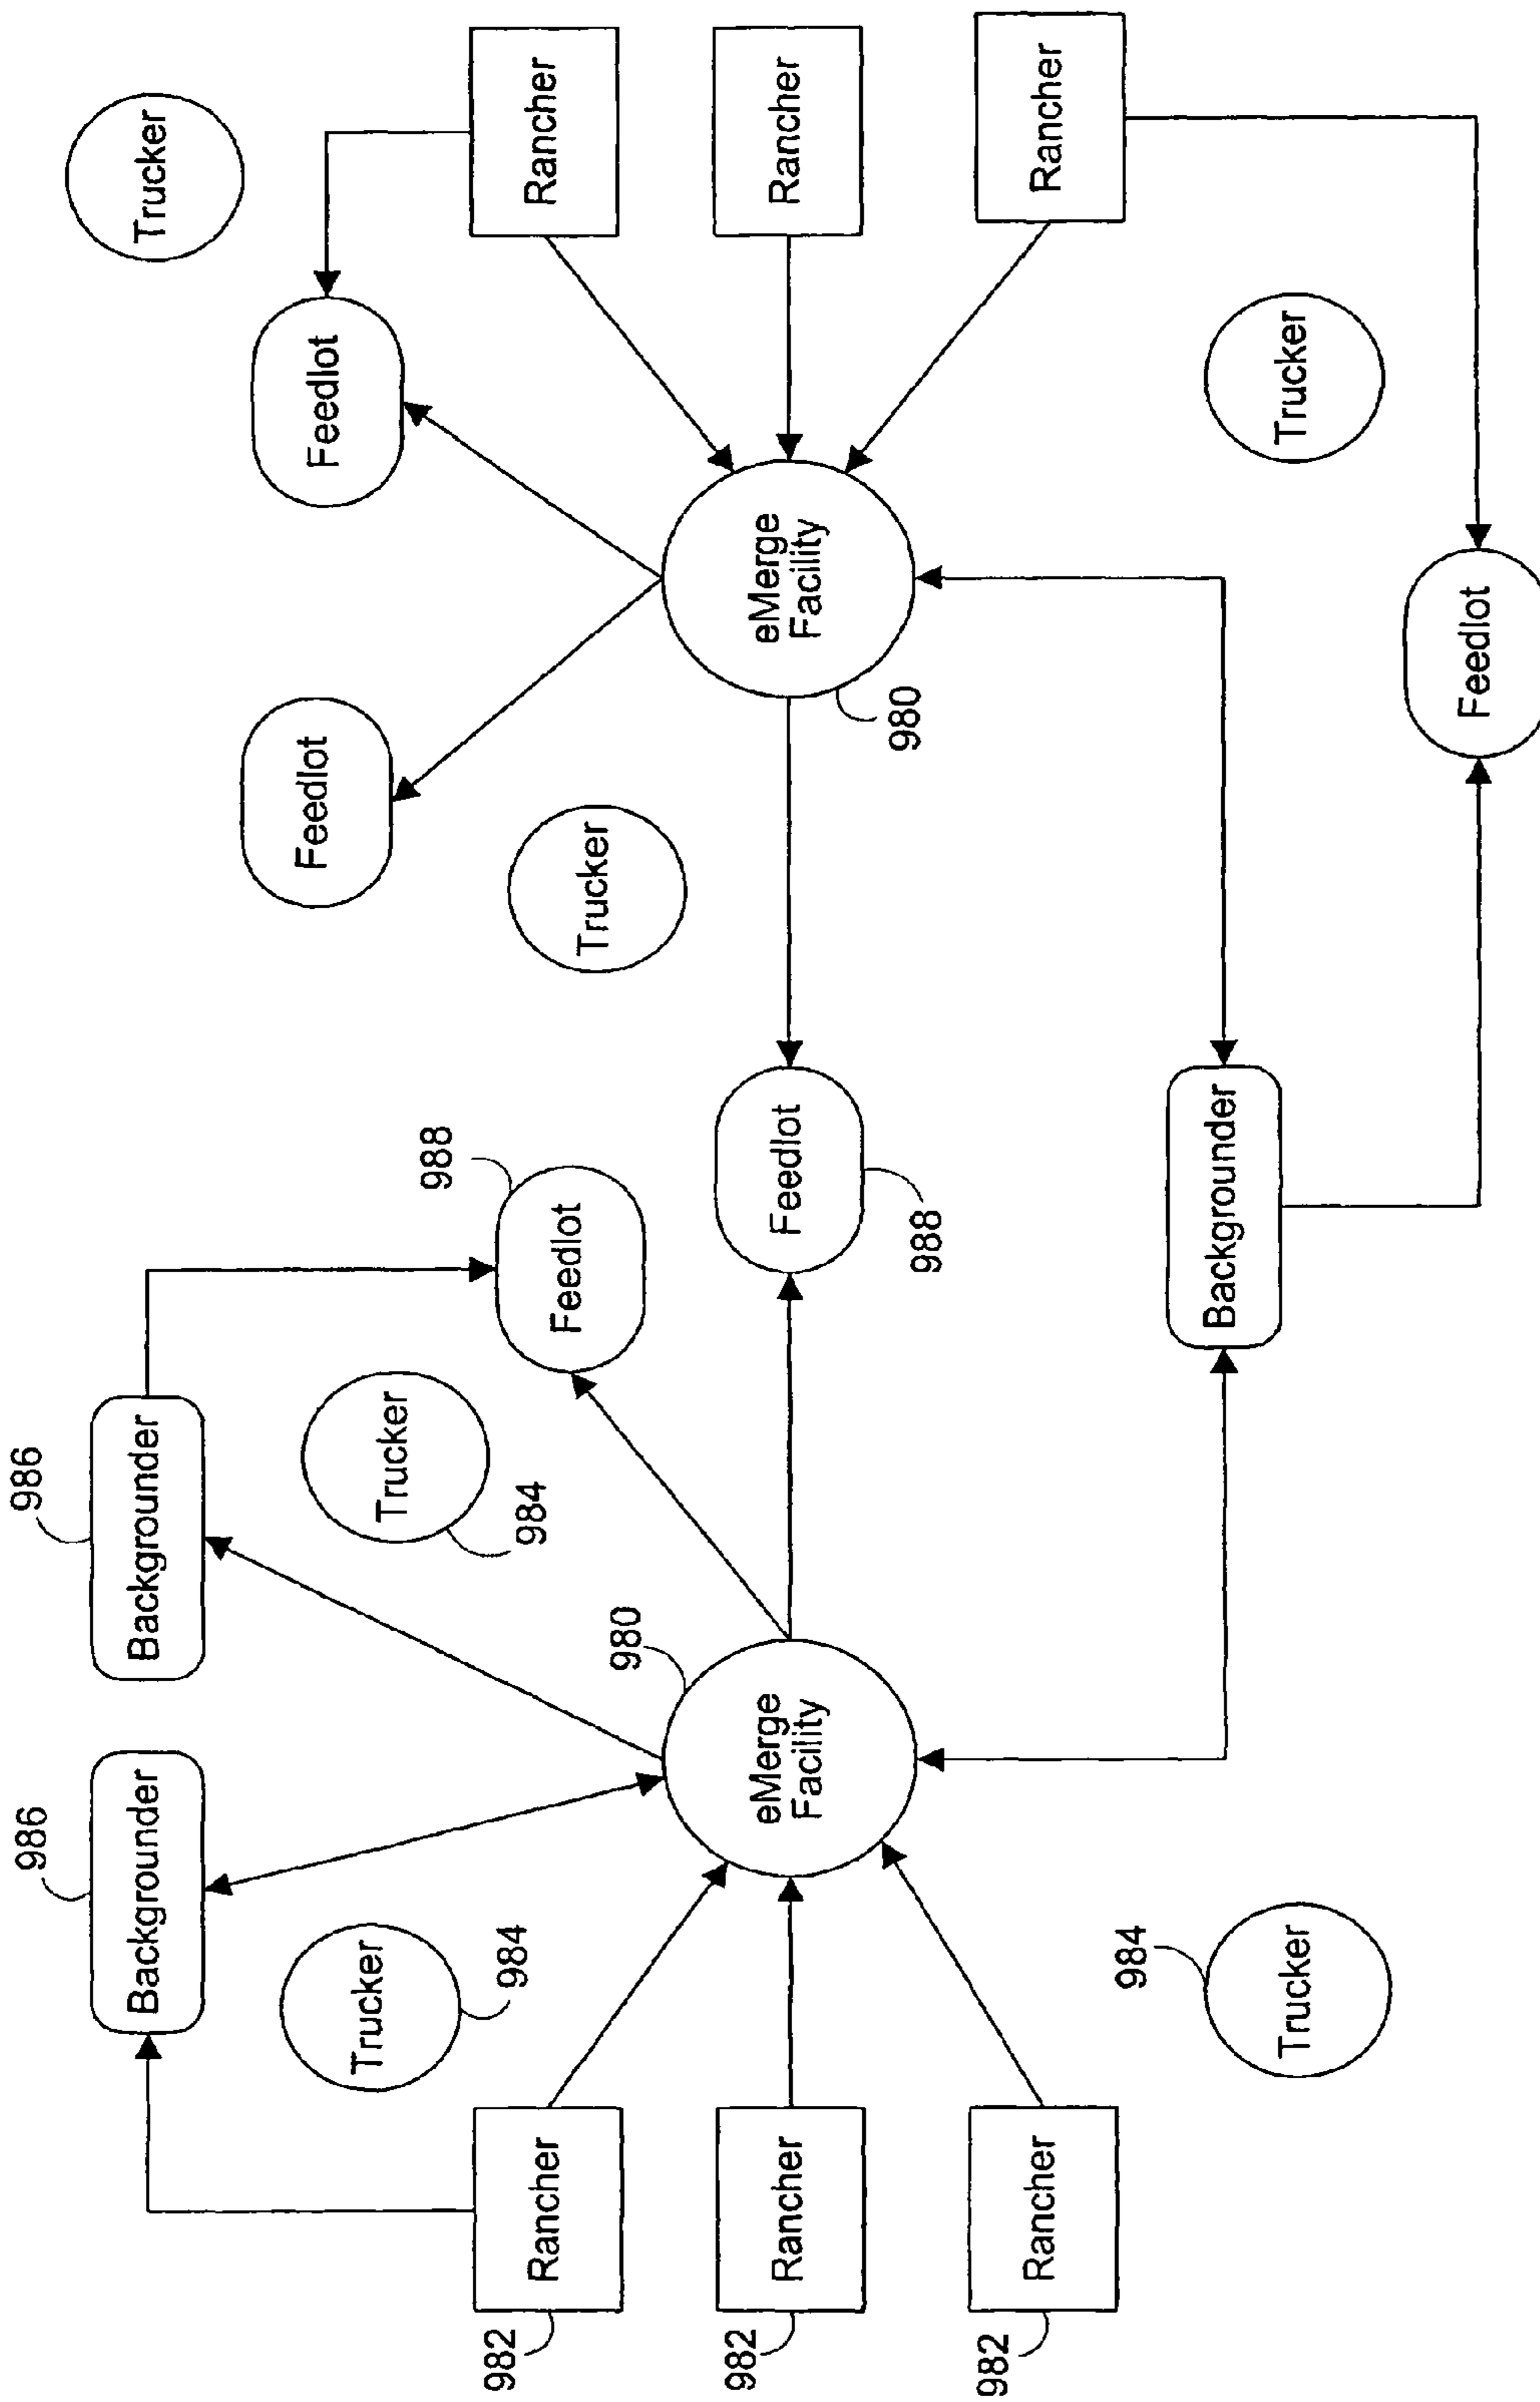 986
986
Backgrounder
Backgrounder
Trucker
Feedlot
Feedlot
Trucker
Trucker
988
984
984
982
Rancher
Feedlot
Trucker
Rancher
980
982
Rancher
eMerge
Facility
Feedlot
eMerge
Facility
Rancher
980
988
982
Rancher
Rancher
984
Trucker
Backgrounder
Trucker
Feedlot